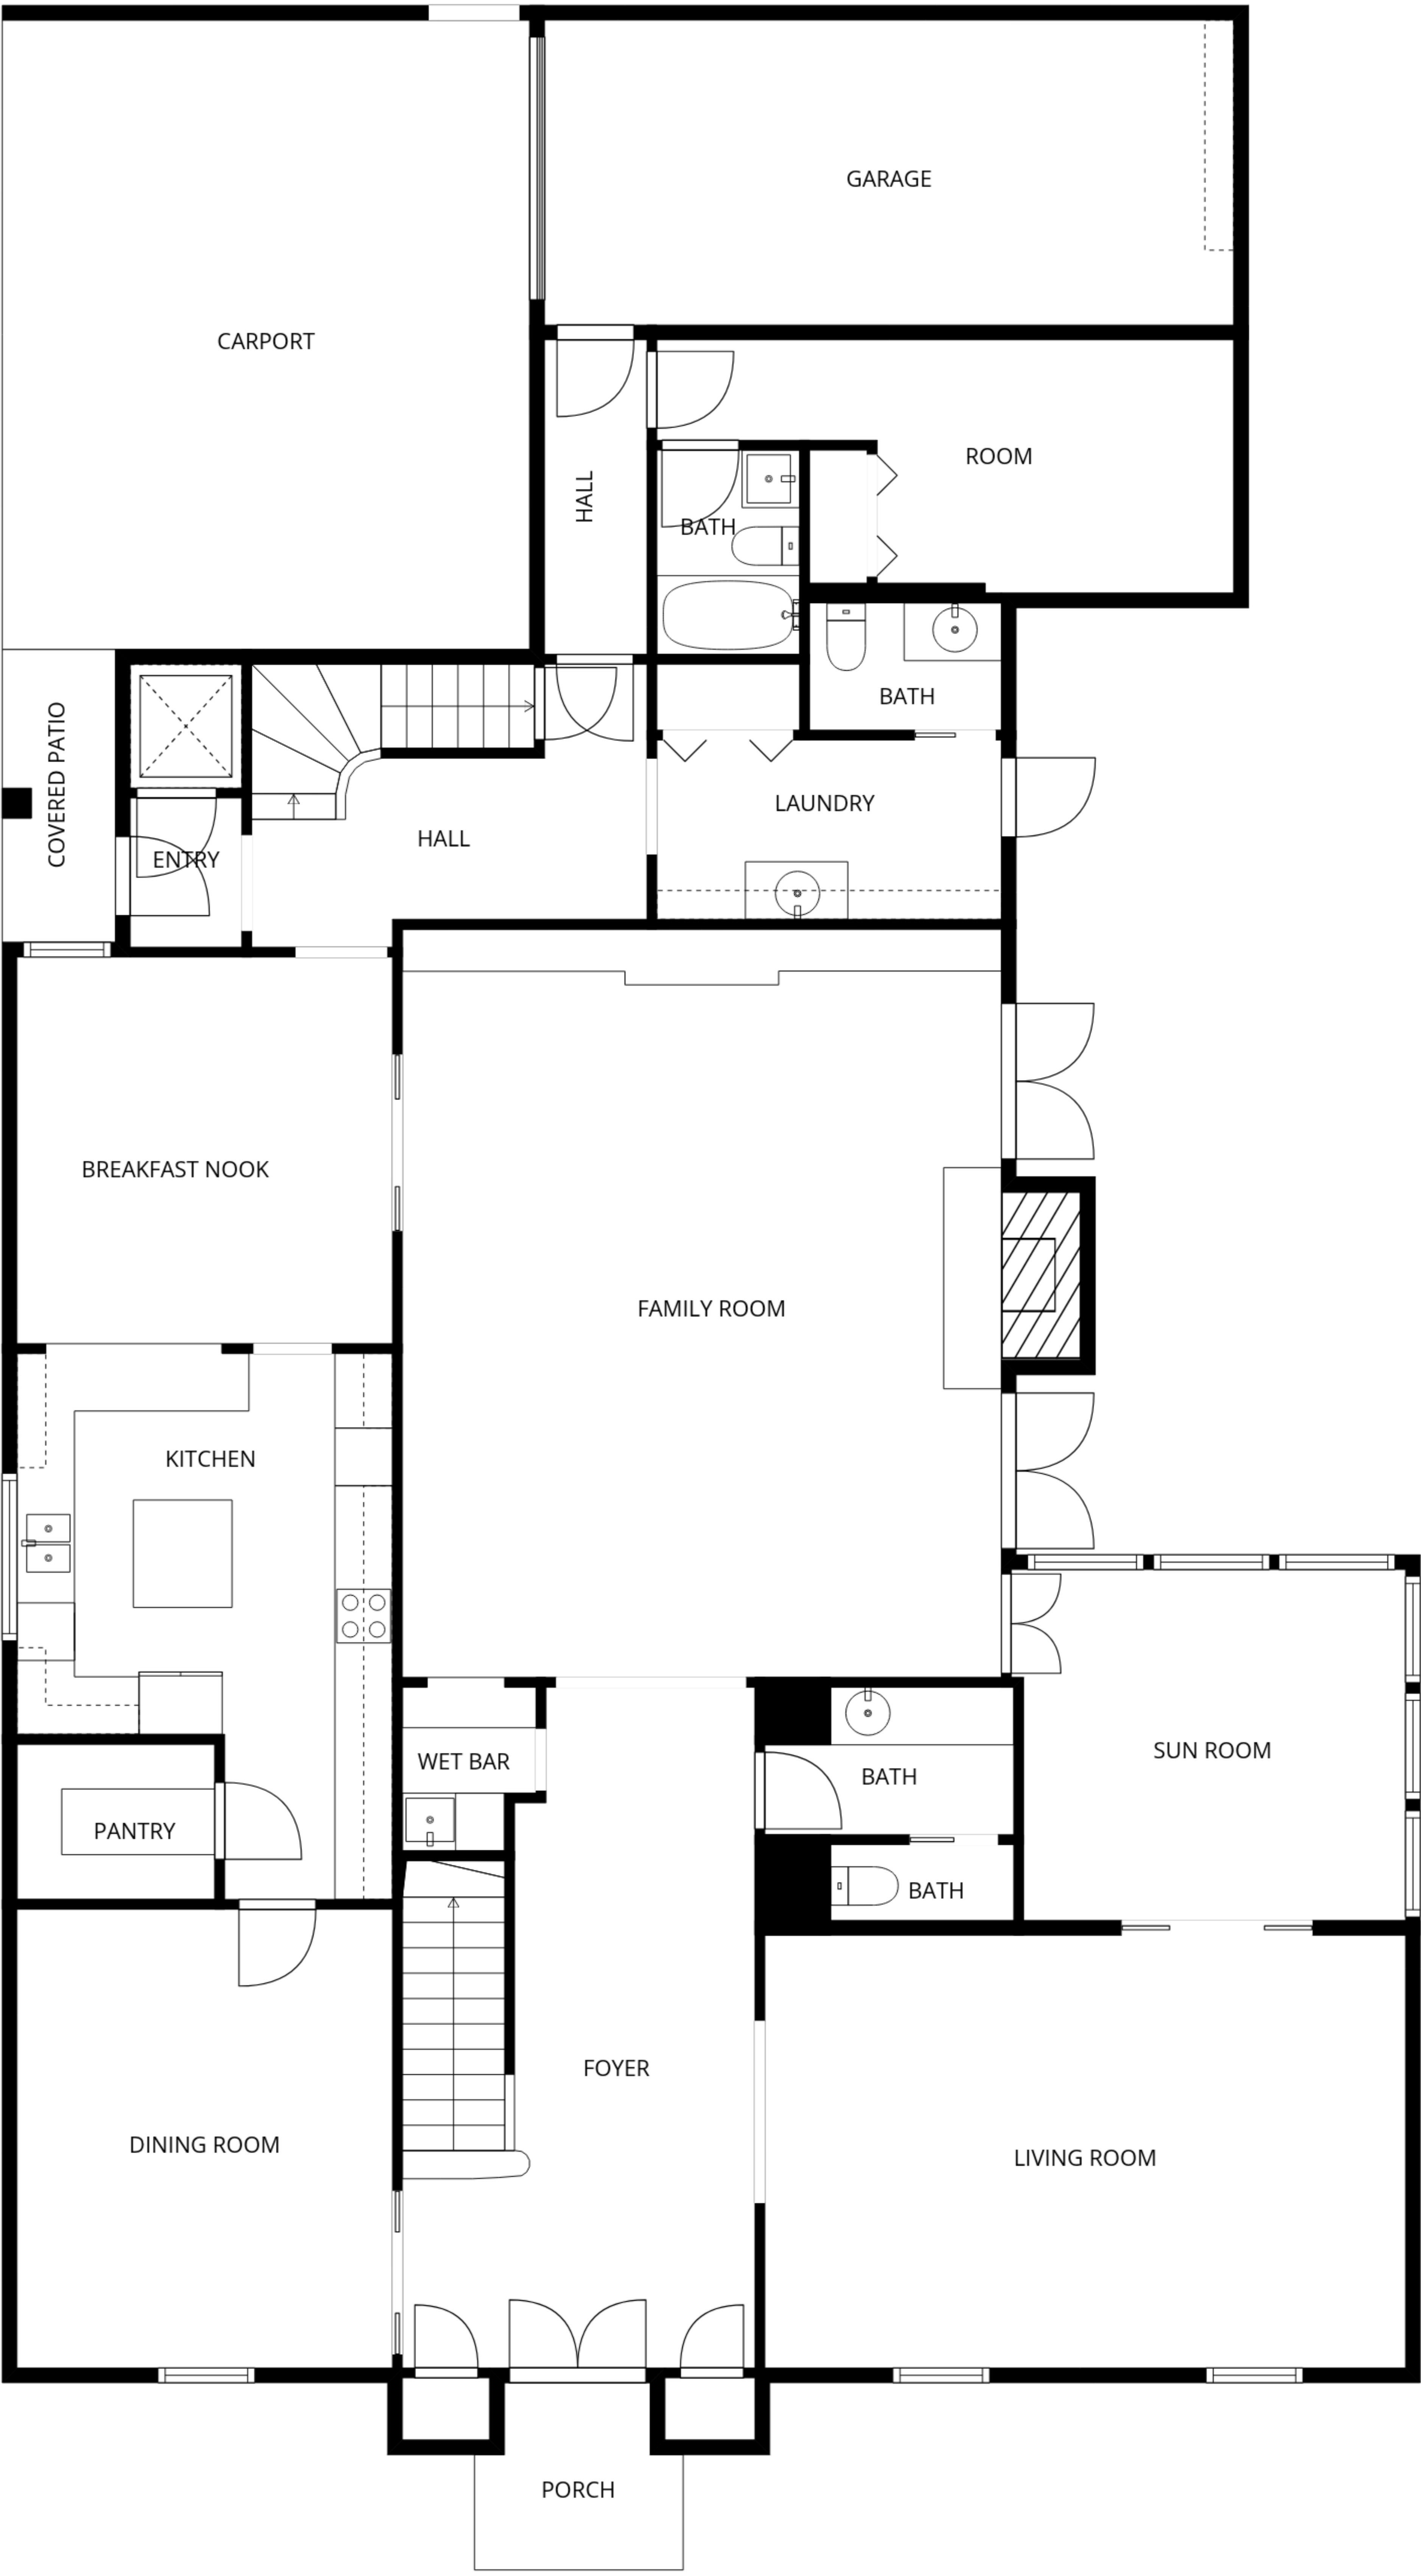 GARAGE
CARPORT
ROOM
HALL
BATH
BATH
COVERED PATIO
LAUNDRY
HALL
ENTRY
BREAKFAST NOOK
FAMILY ROOM
KITCHEN
SUN ROOM
WET BAR
BATH
PANTRY
BATH
FOYER
DINING ROOM
LIVING ROOM
PORCH